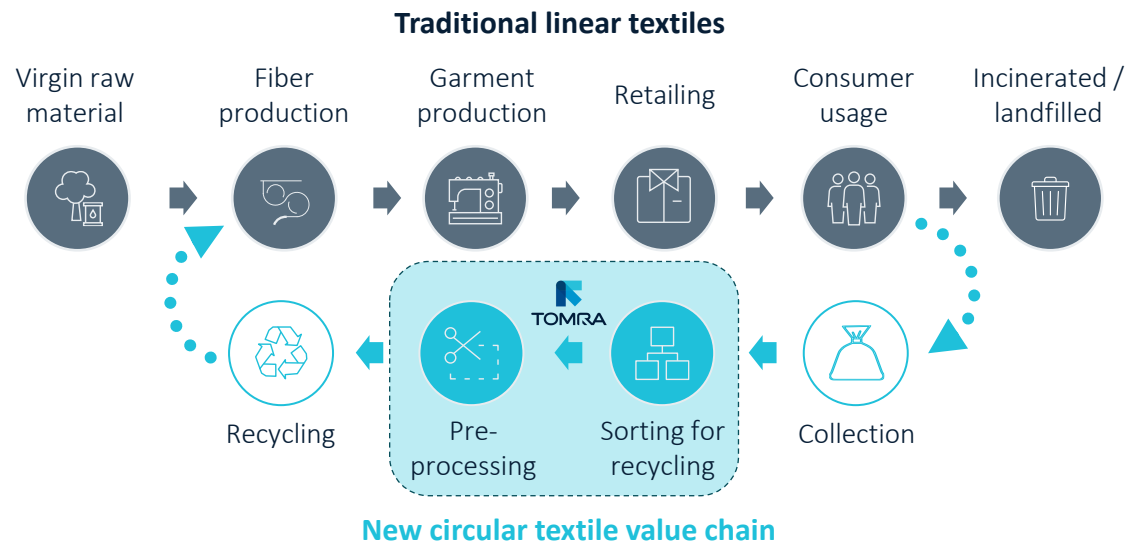 Traditional linear textiles
Virgin raw
material
Fiber
production
Garment
production
Retailing
Consumer
usage
Incinerated /
landfilled
TOMRA
Recycling
Pre-
processing
Sorting for
recycling
Collection
New circular textile value chain